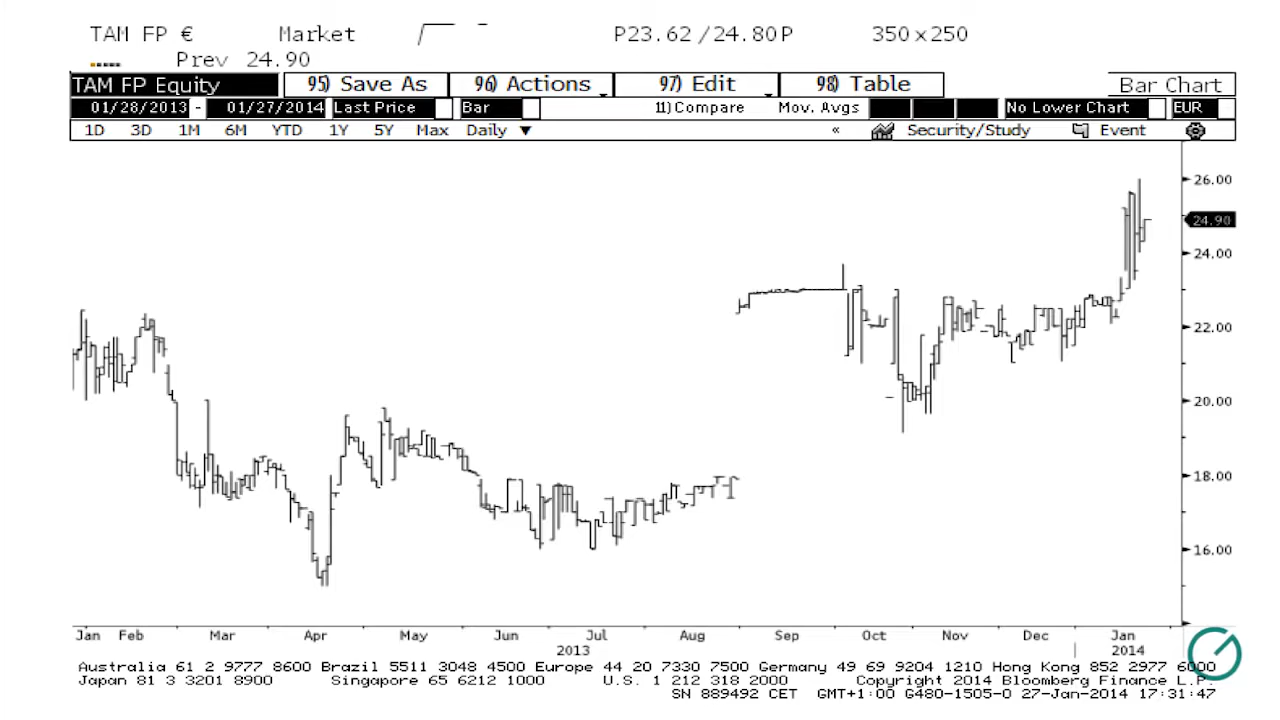 TAM FP € Market P23.62/24.80P 350x250
Prev 24.90
TAM FP Equity 95) Save As 96) Actions 97) Edit 98) Table Bar Chart
01/28/2013 - 01/27/2014 Last Price Bar 11) Compare Mov. Avgs No Lower Chart EUR
1D 3D 1M 6M YTD 1Y 5Y Max Daily ▼ « Security/Study Event
26.00
24.90
24.00
22.00
20.00
18.00
16.00
Jan Feb Mar Apr May Jun Jul Aug Sep Oct Nov Dec Jan
2013 2014
Australia 61 2 9777 8600 Brazil 5511 3048 4500 Europe 44 20 7330 7500 Germany 49 69 9204 1210 Hong Kong 852 2977 6000
Japan 81 3 3201 8900 Singapore 65 6212 1000 U.S. 1 212 318 2000 Copyright 2014 Bloomberg Finance L.P.
SN 889492 CET GMT+1:00 G480-1505-0 27-Jan-2014 17:31:47